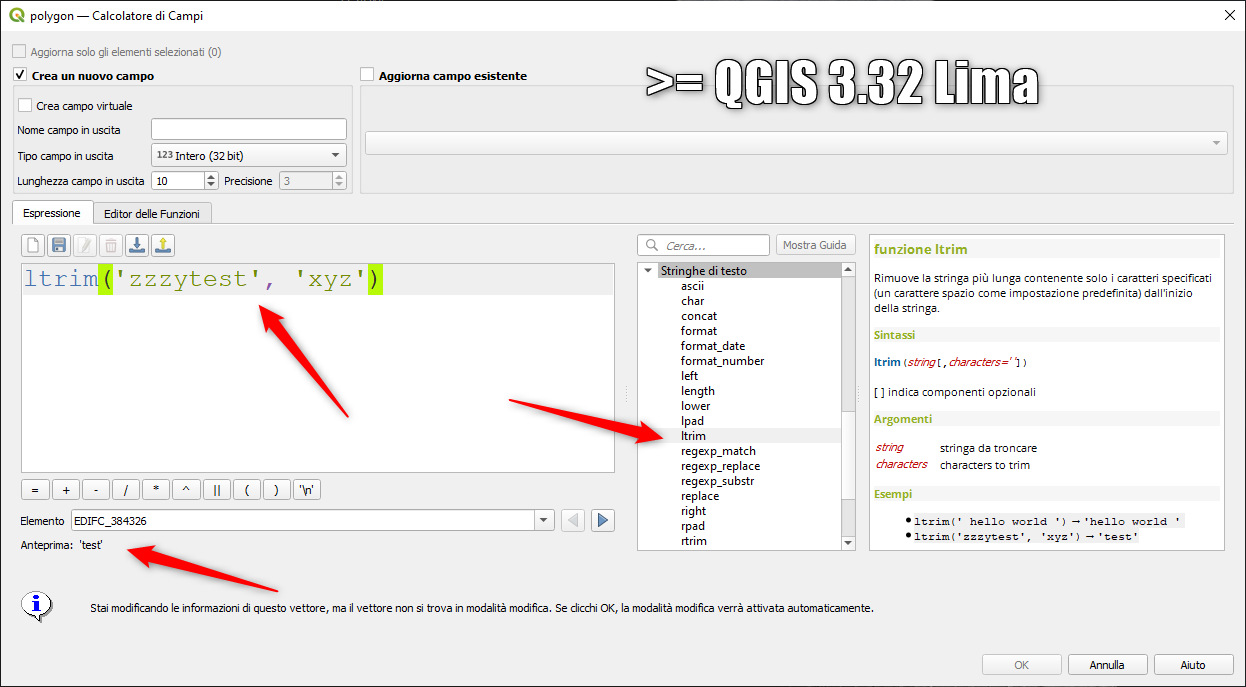 polygon — Calcolatore di Campi
Aggiorna solo gli elementi selezionati (0)
Crea un nuovo campo
Aggiorna campo esistente
>= QGIS 3.32 Lima
Crea campo virtuale
Nome campo in uscita
Tipo campo in uscita
123 Intero (32 bit)
Lunghezza campo in uscita
10
Precisione
3
Espressione
Editor delle Funzioni
ltrim('zzzytest', 'xyz')
= + - / * ^ || ( ) '\n'
Elemento
EDIFC_384326
Anteprima: 'test'
Cerca...
Mostra Guida
Stringhe di testo
ascii
char
concat
format
format_date
format_number
left
length
lower
lpad
ltrim
regexp_match
regexp_replace
regexp_substr
replace
right
rpad
rtrim
funzione ltrim
Rimuove la stringa più lunga contenente solo i caratteri specificati
(un carattere spazio come impostazione predefinita) dall'inizio
della stringa.
Sintassi
ltrim(string[,characters=' '])
[ ] indica componenti opzionali
Argomenti
string stringa da troncare
characters characters to trim
Esempi
ltrim(' hello world ') → 'hello world '
ltrim('zzzytest', 'xyz') → 'test'
Stai modificando le informazioni di questo vettore, ma il vettore non si trova in modalità modifica. Se clicchi OK, la modalità modifica verrà attivata automaticamente.
OK
Annulla
Aiuto